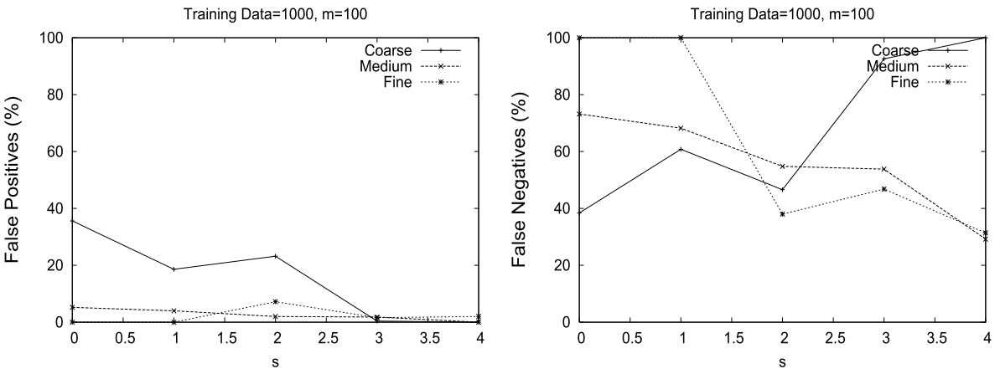 Training Data=1000, m=100
False Positives (%)
100
80
60
40
20
0
Coarse
Medium
Fine
0 0.5 1 1.5 2 2.5 3 3.5 4
s
Training Data=1000, m=100
False Negatives (%)
100
80
60
40
20
0
Coarse
Medium
Fine
0 0.5 1 1.5 2 2.5 3 3.5 4
s